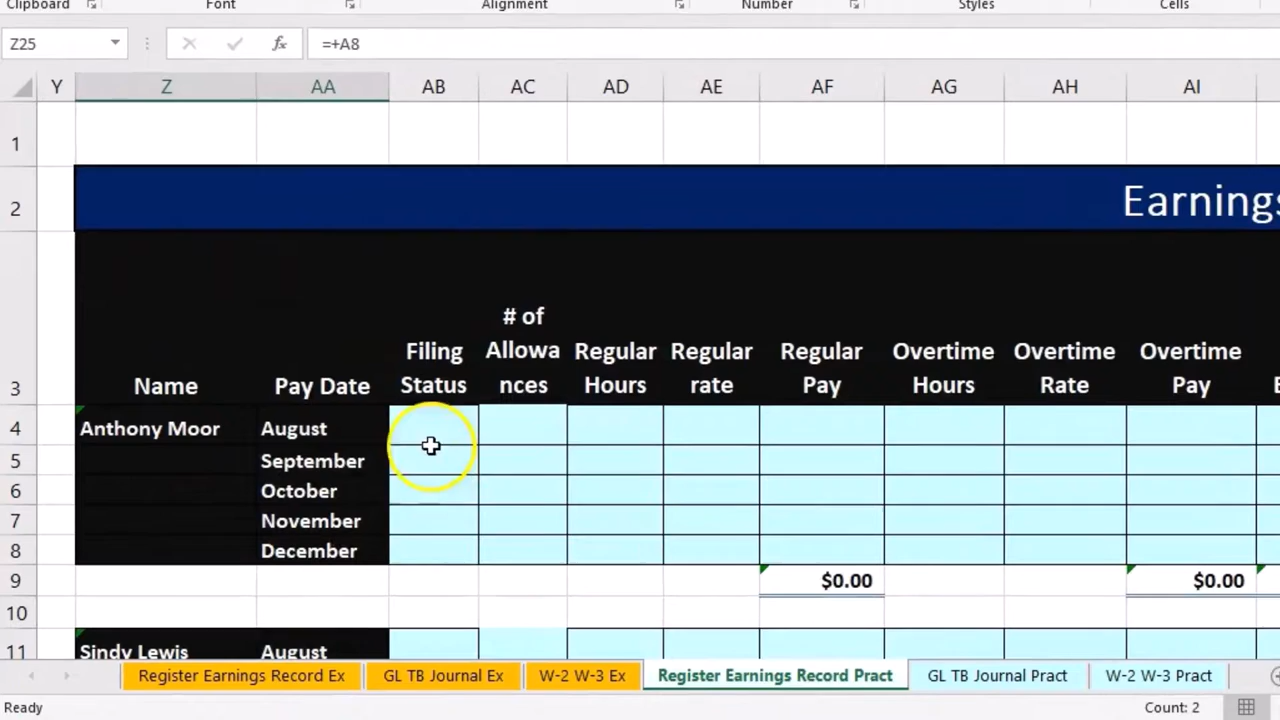 Clipboard Font Alignment Number Styles Cells
Z25 fx =+A8
Y Z AA AB AC AD AE AF AG AH AI
1
2 Earnings
3 Name Pay Date Filing Status # of Allowa nces Regular Hours Regular rate Regular Pay Overtime Hours Overtime Rate Overtime Pay
4 Anthony Moor August
5 September
6 October
7 November
8 December
9 $0.00 $0.00
10
11 Sindy Lewis August
Register Earnings Record Ex GL TB Journal Ex W-2 W-3 Ex Register Earnings Record Pract GL TB Journal Pract W-2 W-3 Pract
Ready Count: 2